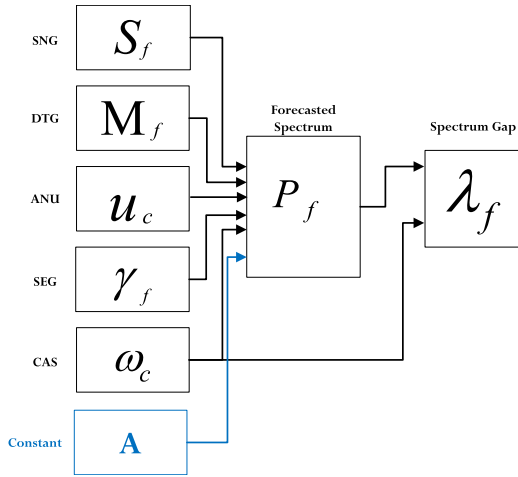 SNG
S_f
DTG
M_f
ANU
u_c
SEG
γ_f
CAS
ω_c
Constant
A
Forecasted
Spectrum
P_f
Spectrum Gap
λ_f